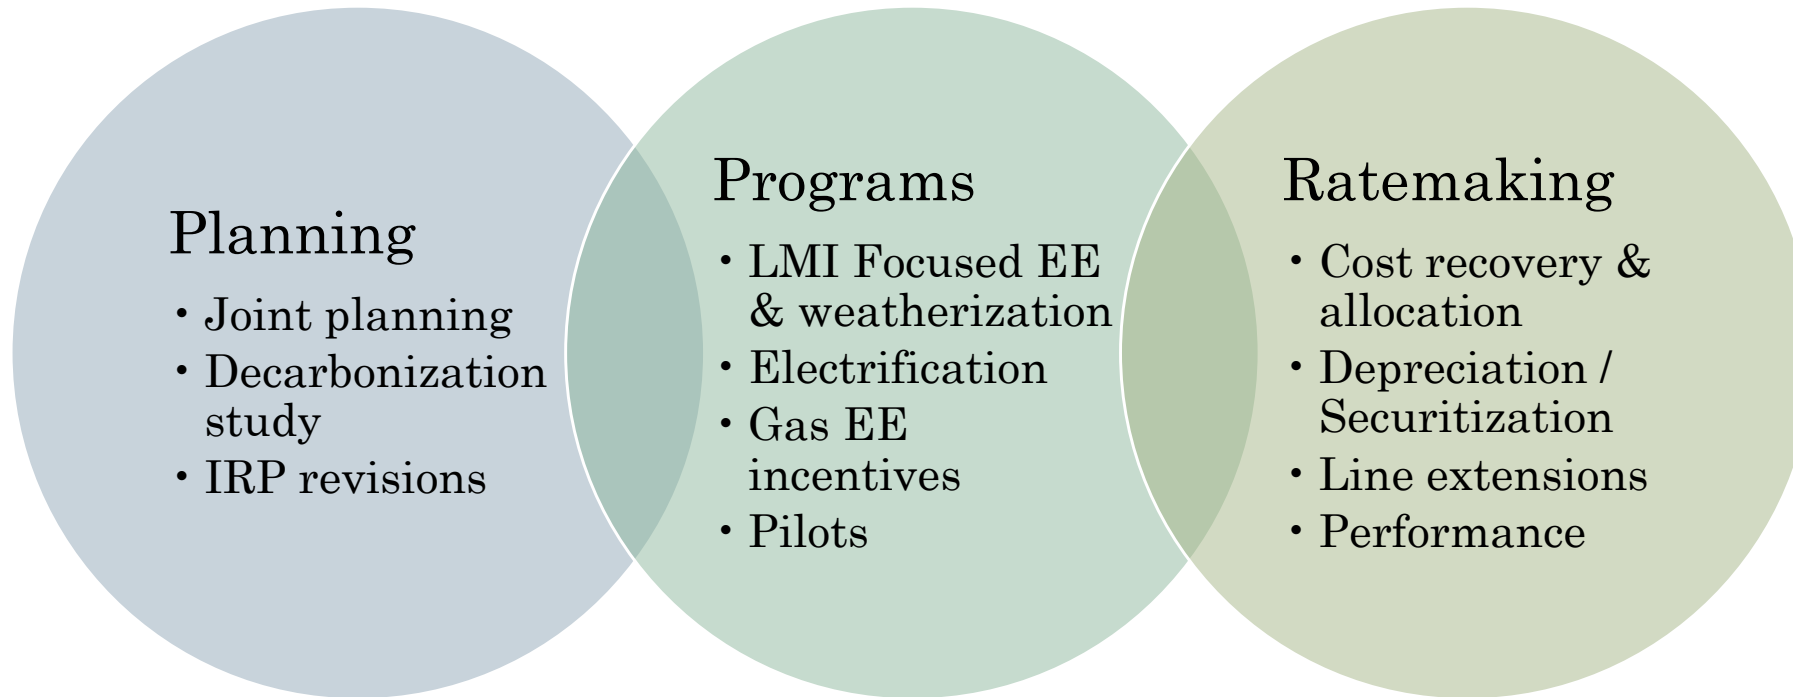 Planning
• Joint planning
• Decarbonization
study
• IRP revisions
Programs
• LMI Focused EE
& weatherization
• Electrification
• Gas EE
incentives
• Pilots
Ratemaking
• Cost recovery &
allocation
• Depreciation /
Securitization
• Line extensions
• Performance